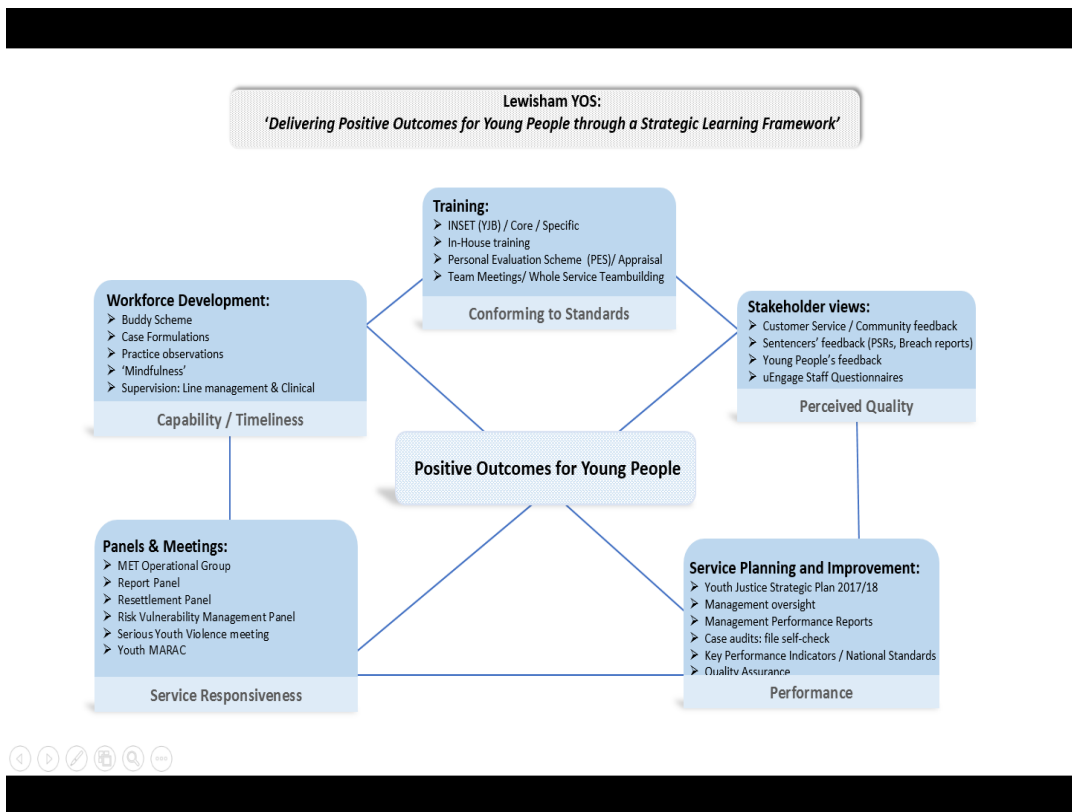 Lewisham YOS:
‘Delivering Positive Outcomes for Young People through a Strategic Learning Framework’
Training:
INSET (YJB) / Core / Specific
In-House training
Personal Evaluation Scheme (PES)/ Appraisal
Team Meetings/ Whole Service Teambuilding
Conforming to Standards
Workforce Development:
Buddy Scheme
Case Formulations
Practice observations
‘Mindfulness’
Supervision: Line management & Clinical
Capability / Timeliness
Stakeholder views:
Customer Service / Community feedback
Sentencers’ feedback (PSRs, Breach reports)
Young People’s feedback
uEngage Staff Questionnaires
Perceived Quality
Positive Outcomes for Young People
Panels & Meetings:
MET Operational Group
Report Panel
Resettlement Panel
Risk Vulnerability Management Panel
Serious Youth Violence meeting
Youth MARAC
Service Responsiveness
Service Planning and Improvement:
Youth Justice Strategic Plan 2017/18
Management oversight
Management Performance Reports
Case audits: file self-check
Key Performance Indicators / National Standards
Quality Assurance
Performance